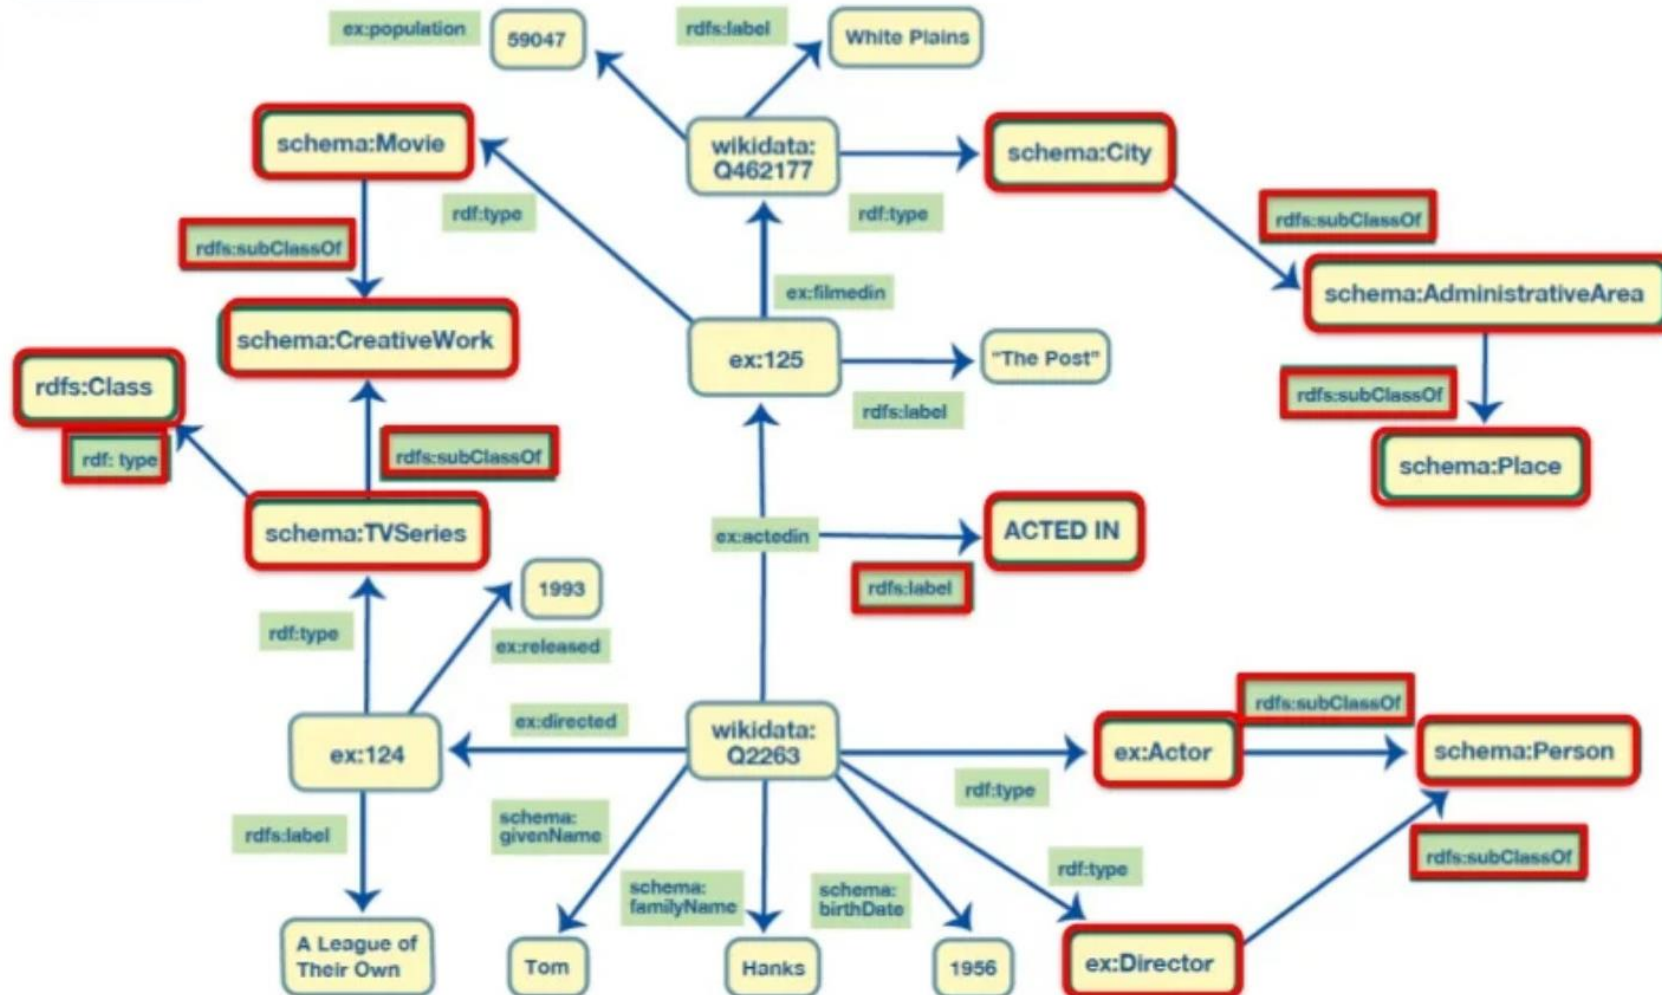 ex:population
59047
rdfs:label
White Plains
schema:Movie
wikidata:
Q462177
schema:City
rdf:type
rdf:type
rdfs:subClassOf
rdfs:subClassOf
ex:filmedin
schema:AdministrativeArea
schema:CreativeWork
ex:125
"The Post"
rdfs:Class
rdfs:subClassOf
rdfs:label
rdf: type
rdfs:subClassOf
schema:Place
schema:TVSeries
ex:actedin
ACTED IN
1993
rdfs:label
rdf:type
ex:released
ex:directed
wikidata:
Q2263
rdfs:subClassOf
ex:124
ex:Actor
schema:Person
rdf:type
schema:
givenName
rdfs:label
rdfs:subClassOf
rdf:type
schema:
familyName
schema:
birthDate
A League of
Their Own
Tom
Hanks
1956
ex:Director